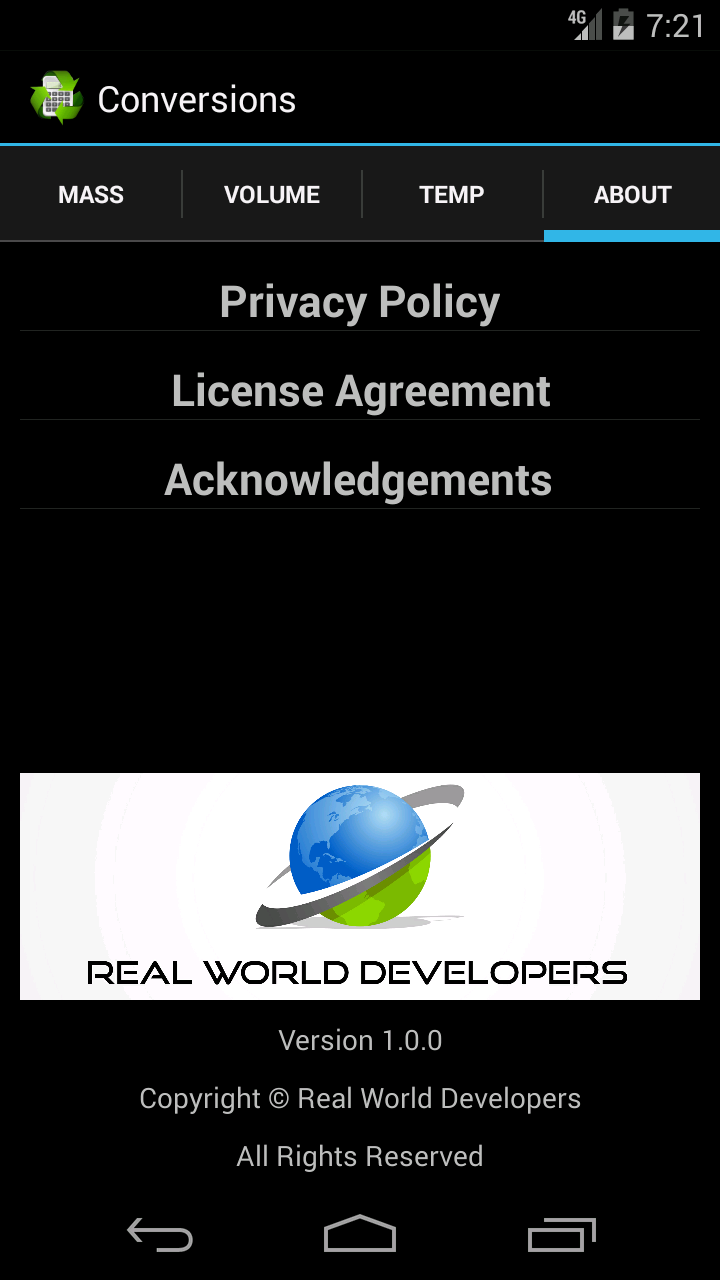 4G 7:21
Conversions
MASS VOLUME TEMP ABOUT
Privacy Policy
License Agreement
Acknowledgements
REAL WORLD DEVELOPERS
Version 1.0.0
Copyright © Real World Developers
All Rights Reserved